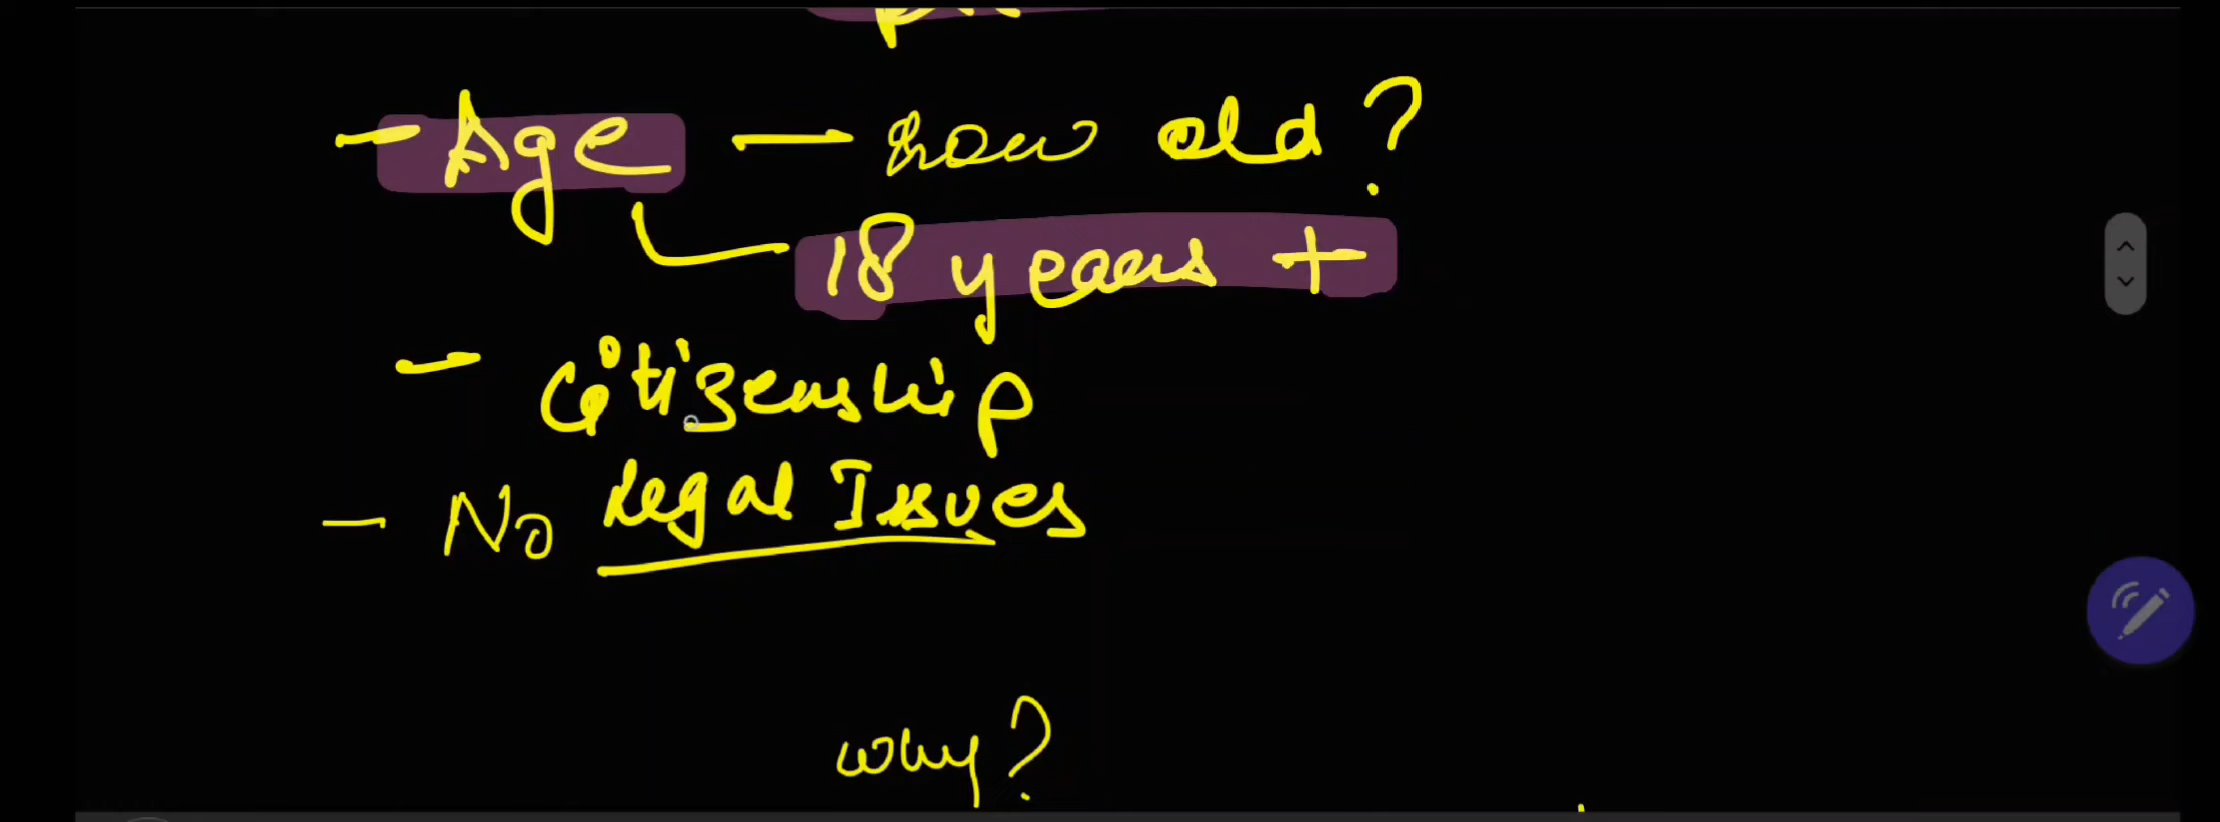 - Age — how old?
18 years +
- Citizenship
- No Legal Issues
why?